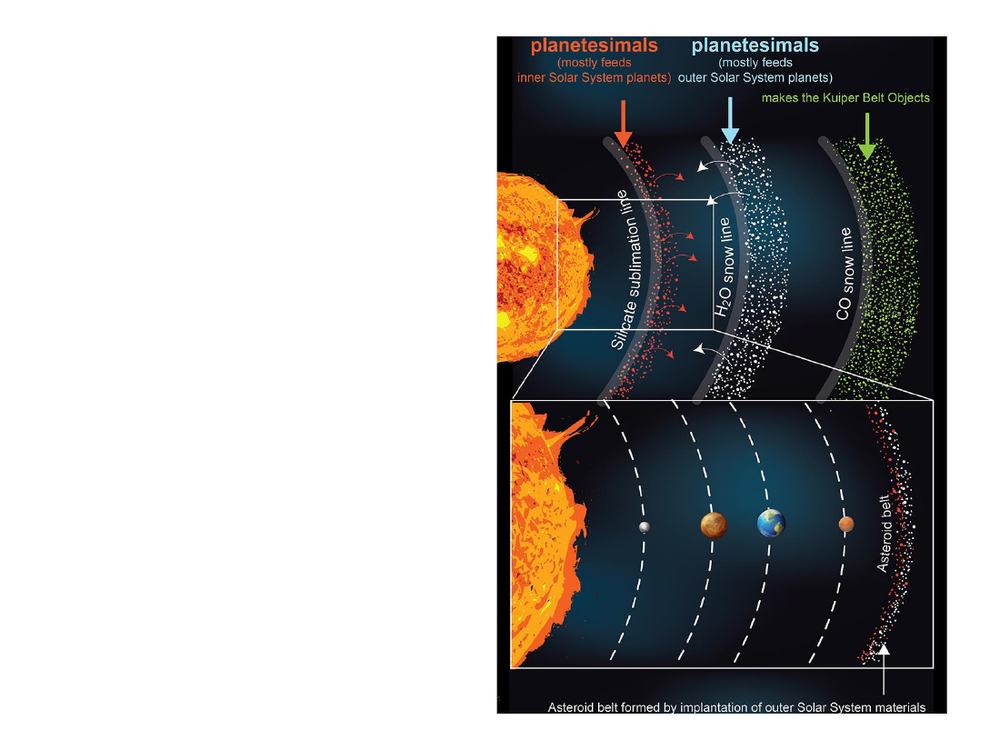 planetesimals
(mostly feeds
inner Solar System planets)
planetesimals
(mostly feeds
outer Solar System planets)
makes the Kuiper Belt Objects
Silicate sublimation line
H₂O snow line
CO snow line
Asteroid belt
Asteroid belt formed by implantation of outer Solar System materials